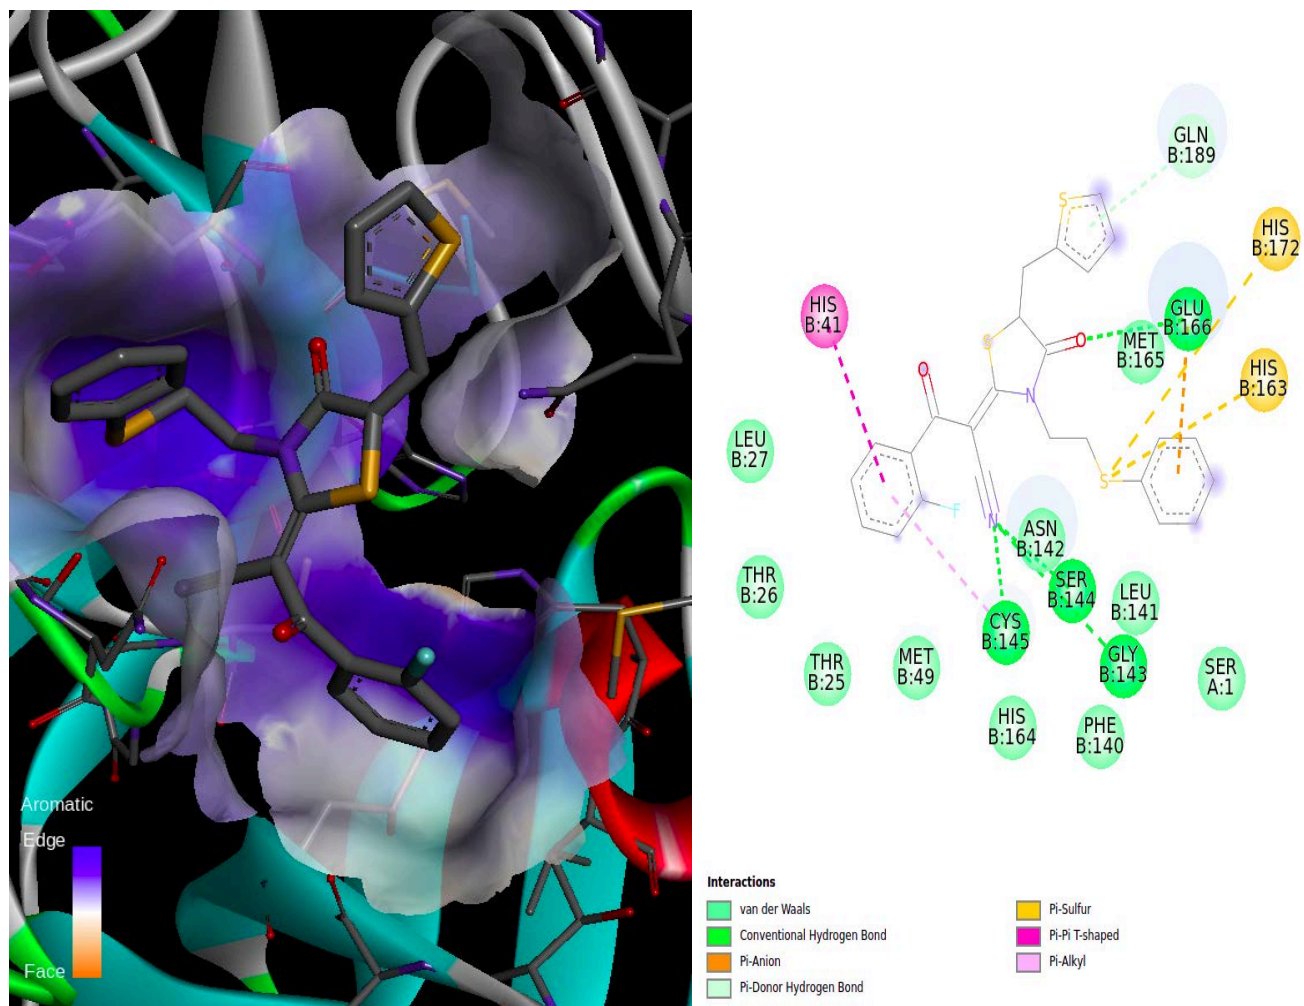 Aromatic
Edge
Face
GLN
B:189
HIS
B:172
HIS
B:41
GLU
B:166
MET
B:165
HIS
B:163
S
S
O
O
N
S
LEU
B:27
F
N
ASN
B:142
THR
B:26
SER
B:144
LEU
B:141
CYS
B:145
GLY
B:143
THR
B:25
MET
B:49
SER
A:1
HIS
B:164
PHE
B:140
Interactions
van der Waals
Conventional Hydrogen Bond
Pi-Anion
Pi-Donor Hydrogen Bond
Pi-Sulfur
Pi-Pi T-shaped
Pi-Alkyl